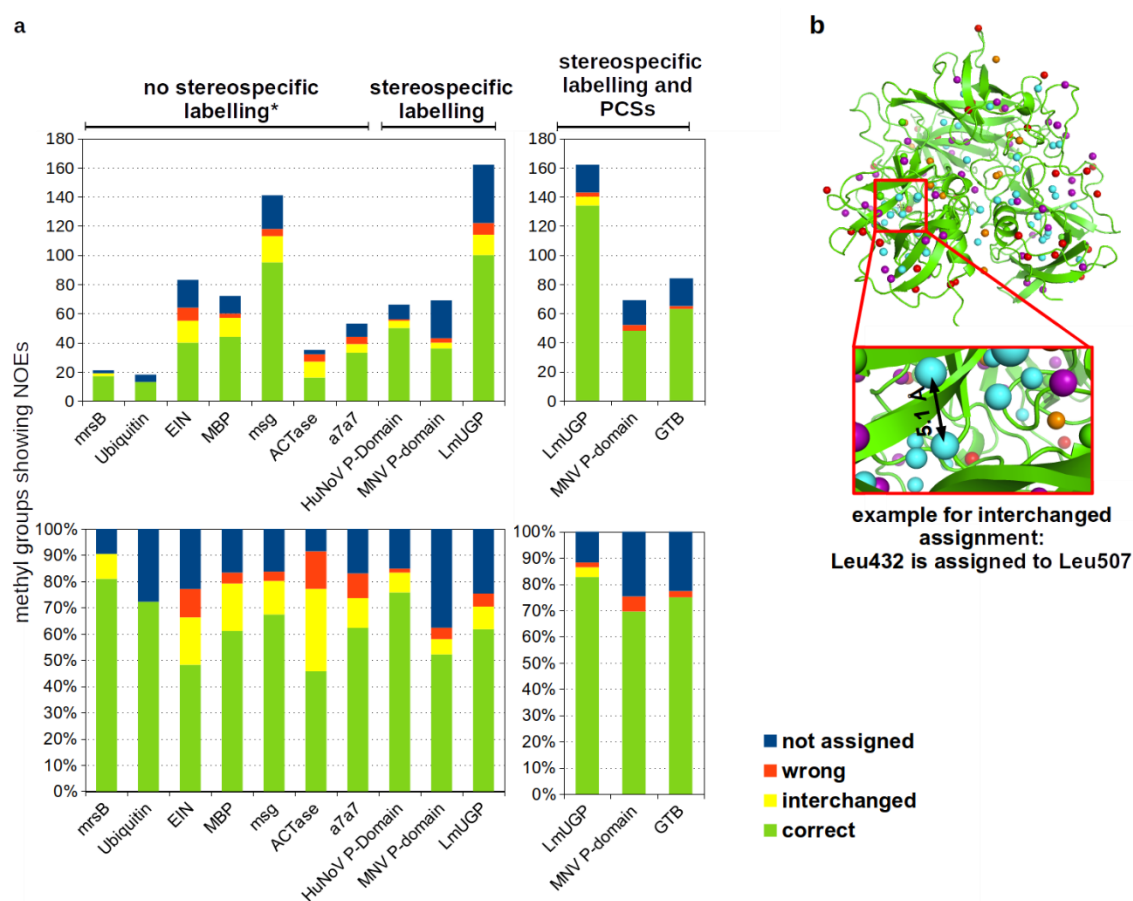 a
no stereospecific
labelling*
stereospecific
labelling
stereospecific
labelling and
PCSs
methyl groups showing NOEs
180
160
140
120
100
80
60
40
20
0
mrsB
Ubiquitin
EIN
MBP
msg
ACTase
a7a7
HuNoV P-Domain
MNV P-domain
LmUGP
180
160
140
120
100
80
60
40
20
0
LmUGP
MNV P-domain
GTB
100%
90%
80%
70%
60%
50%
40%
30%
20%
10%
0%
mrsB
Ubiquitin
EIN
MBP
msg
ACTase
a7a7
HuNoV P-Domain
MNV P-domain
LmUGP
100%
90%
80%
70%
60%
50%
40%
30%
20%
10%
0%
LmUGP
MNV P-domain
GTB
b
5.1 Å
example for interchanged
assignment:
Leu432 is assigned to Leu507
not assigned
wrong
interchanged
correct